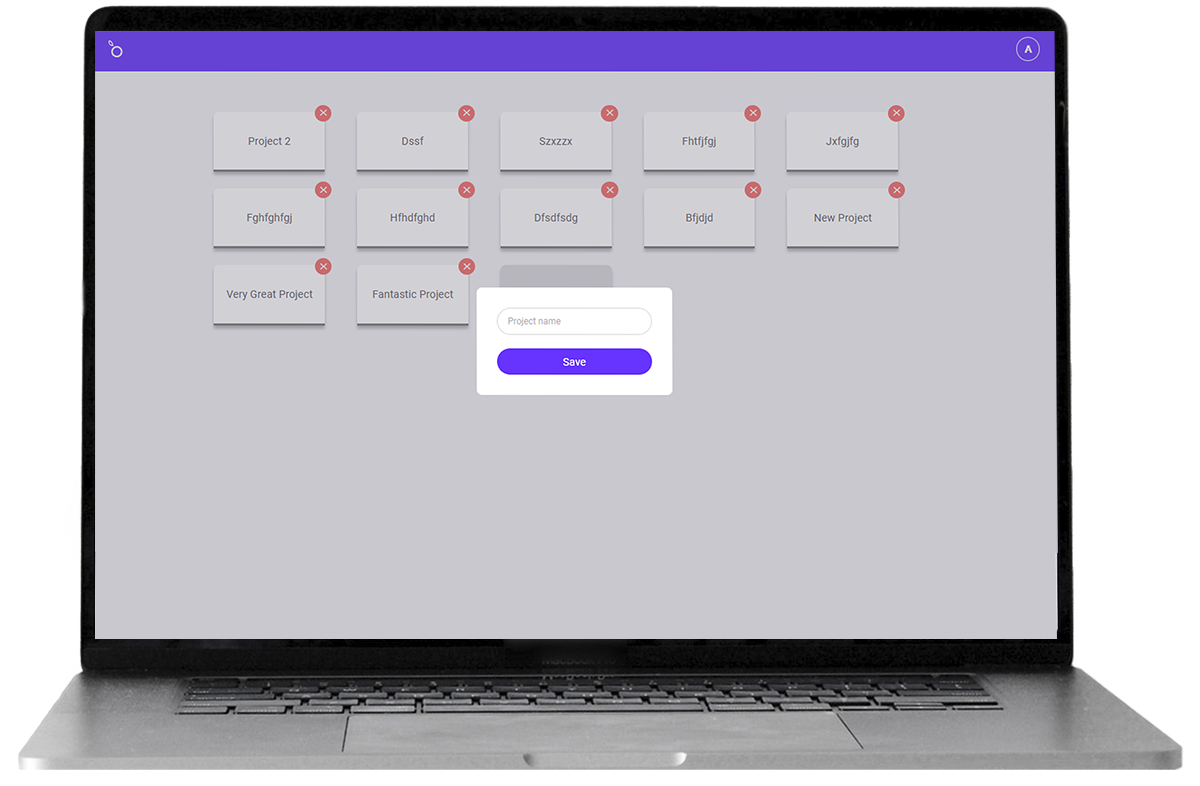 A
Project 2
Dssf
Szxzzx
Fhtfjfgj
Jxfgjfg
Fghfghfgj
Hfhdfghd
Dfsdfsdg
Bfjdjd
New Project
Very Great Project
Fantastic Project
Project name
Save